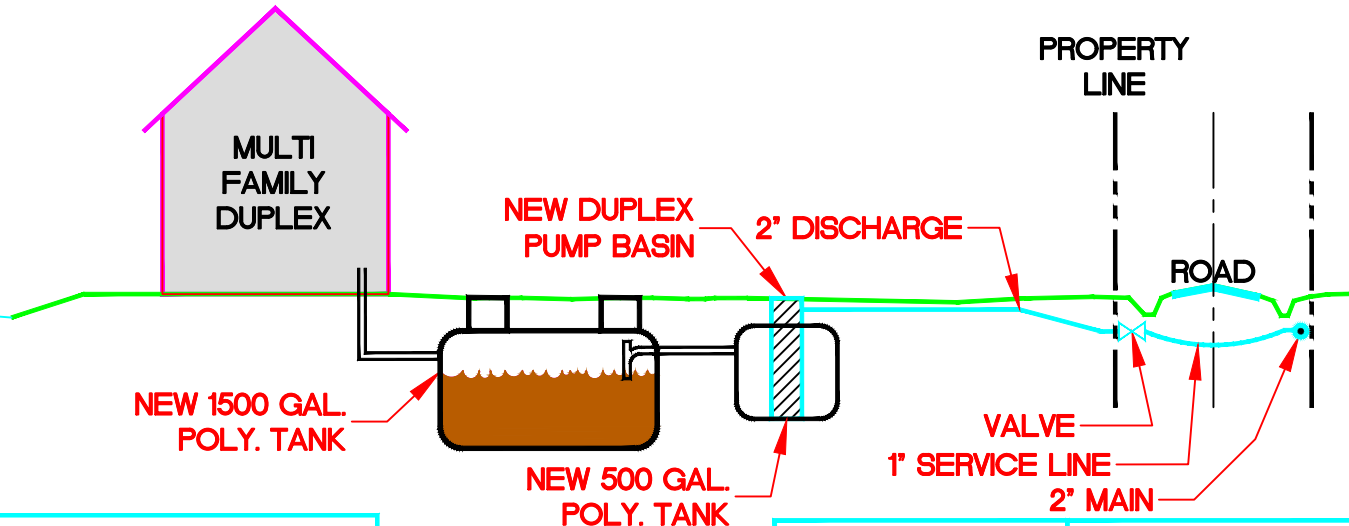 PROPERTY
LINE
MULTI
FAMILY
DUPLEX
NEW DUPLEX
PUMP BASIN
2" DISCHARGE
ROAD
NEW 1500 GAL.
POLY. TANK
VALVE
1" SERVICE LINE
2" MAIN
NEW 500 GAL.
POLY. TANK